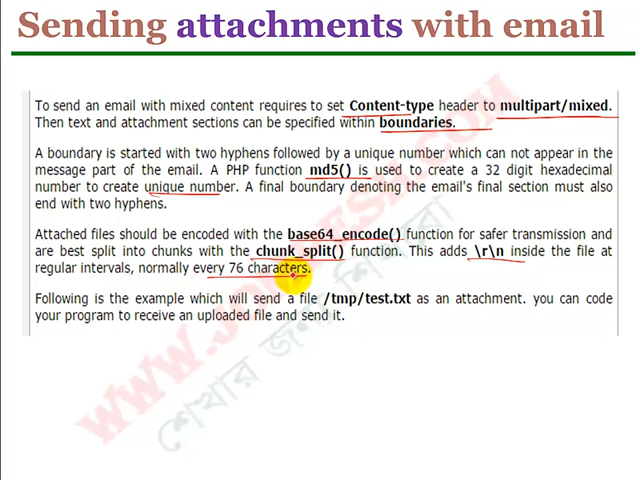 Sending attachments with email
To send an email with mixed content requires to set Content-type header to multipart/mixed.
Then text and attachment sections can be specified within boundaries.
A boundary is started with two hyphens followed by a unique number which can not appear in the
message part of the email. A PHP function md5() is used to create a 32 digit hexadecimal
number to create unique number. A final boundary denoting the email's final section must also
end with two hyphens.
Attached files should be encoded with the base64_encode() function for safer transmission and
are best split into chunks with the chunk_split() function. This adds \r\n inside the file at
regular intervals, normally every 76 characters.
Following is the example which will send a file /tmp/test.txt as an attachment. you can code
your program to receive an uploaded file and send it.